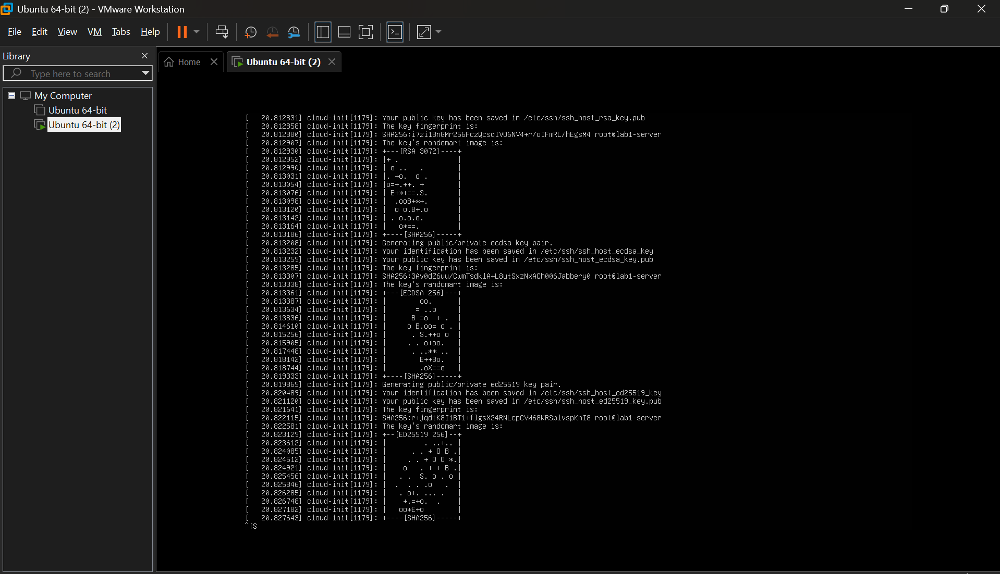 Ubuntu 64-bit (2) - VMware Workstation
File Edit View VM Tabs Help
Library
Type here to search
My Computer
Ubuntu 64-bit
Ubuntu 64-bit (2)
Home
Ubuntu 64-bit (2)
[   20.812831] cloud-init[1179]: Your public key has been saved in /etc/ssh/ssh_host_rsa_key.pub
[   20.812858] cloud-init[1179]: The key fingerprint is:
[   20.812880] cloud-init[1179]: SHA256:i7zi1BnGMr256FczQcsqIVO6NV4+r/oIFmRL/hEgsM4 root@lab1-server
[   20.812907] cloud-init[1179]: The key's randomart image is:
[   20.812930] cloud-init[1179]: +---[RSA 3072]----+
[   20.812952] cloud-init[1179]: |+ .              |
[   20.812990] cloud-init[1179]: | o ..   .        |
[   20.813031] cloud-init[1179]: |. +o.  o .       |
[   20.813054] cloud-init[1179]: |o=+.++. +        |
[   20.813076] cloud-init[1179]: | E+*+==.S.       |
[   20.813098] cloud-init[1179]: |  .ooB+*+.       |
[   20.813120] cloud-init[1179]: |  o o.B+.o       |
[   20.813142] cloud-init[1179]: | . o.o.o.        |
[   20.813164] cloud-init[1179]: |   o*==.         |
[   20.813186] cloud-init[1179]: +----[SHA256]-----+
[   20.813208] cloud-init[1179]: Generating public/private ecdsa key pair.
[   20.813232] cloud-init[1179]: Your identification has been saved in /etc/ssh/ssh_host_ecdsa_key
[   20.813259] cloud-init[1179]: Your public key has been saved in /etc/ssh/ssh_host_ecdsa_key.pub
[   20.813285] cloud-init[1179]: The key fingerprint is:
[   20.813307] cloud-init[1179]: SHA256:3Av0dZ6uu/CwmTsdklA+L8utSxzNxACh006Jabbery0 root@lab1-server
[   20.813338] cloud-init[1179]: The key's randomart image is:
[   20.813361] cloud-init[1179]: +---[ECDSA 256]---+
[   20.813387] cloud-init[1179]: |        oo.      |
[   20.813634] cloud-init[1179]: |       = ..o     |
[   20.813836] cloud-init[1179]: |      B =o  + .  |
[   20.814610] cloud-init[1179]: |     o B.oo= o . |
[   20.815256] cloud-init[1179]: |      . S.++o o  |
[   20.815905] cloud-init[1179]: |     . . o+oo.   |
[   20.817448] cloud-init[1179]: |      . ..** ..  |
[   20.818142] cloud-init[1179]: |        E++Bo.   |
[   20.818744] cloud-init[1179]: |        .oX==o   |
[   20.819333] cloud-init[1179]: +----[SHA256]-----+
[   20.819865] cloud-init[1179]: Generating public/private ed25519 key pair.
[   20.820489] cloud-init[1179]: Your identification has been saved in /etc/ssh/ssh_host_ed25519_key
[   20.821120] cloud-init[1179]: Your public key has been saved in /etc/ssh/ssh_host_ed25519_key.pub
[   20.821641] cloud-init[1179]: The key fingerprint is:
[   20.822115] cloud-init[1179]: SHA256:r+jqdtK8I1BT1+flgsX24RNLcpCVW68KRSplvspKnI8 root@lab1-server
[   20.822581] cloud-init[1179]: The key's randomart image is:
[   20.823129] cloud-init[1179]: +--[ED25519 256]--+
[   20.823612] cloud-init[1179]: |         . ..+.. |
[   20.824085] cloud-init[1179]: |      . . + O B .|
[   20.824512] cloud-init[1179]: |     . . + O O *.|
[   20.824921] cloud-init[1179]: |    o   . + + B .|
[   20.825456] cloud-init[1179]: |   . .  S. o . o |
[   20.825846] cloud-init[1179]: |  .  . . .o   .  |
[   20.826285] cloud-init[1179]: |   . o+. ... .   |
[   20.826748] cloud-init[1179]: |    +.=+o.  .    |
[   20.827182] cloud-init[1179]: |   oo*E+o        |
[   20.827643] cloud-init[1179]: +----[SHA256]-----+
^[S